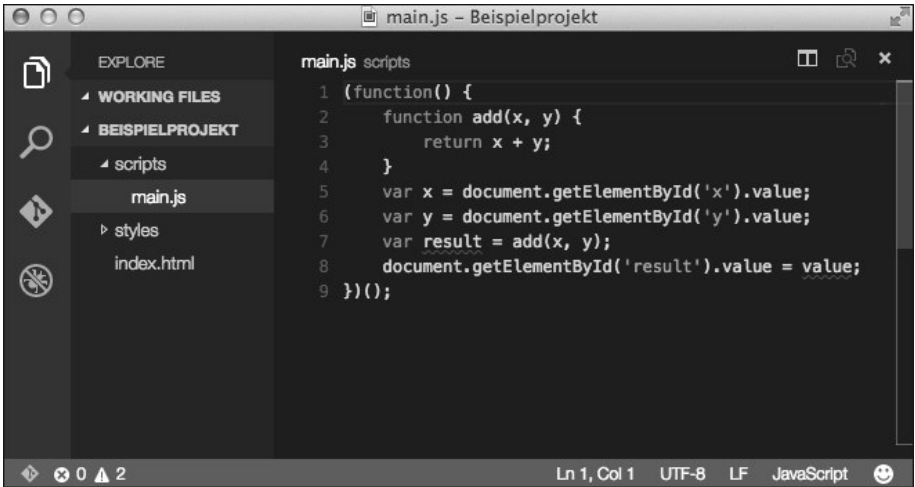 main.js – Beispielprojekt
EXPLORE
WORKING FILES
BEISPIELPROJEKT
scripts
main.js
styles
index.html
main.js scripts
1 (function() {
2     function add(x, y) {
3         return x + y;
4     }
5     var x = document.getElementById('x').value;
6     var y = document.getElementById('y').value;
7     var result = add(x, y);
8     document.getElementById('result').value = value;
9 })();
0 2
Ln 1, Col 1 UTF-8 LF JavaScript